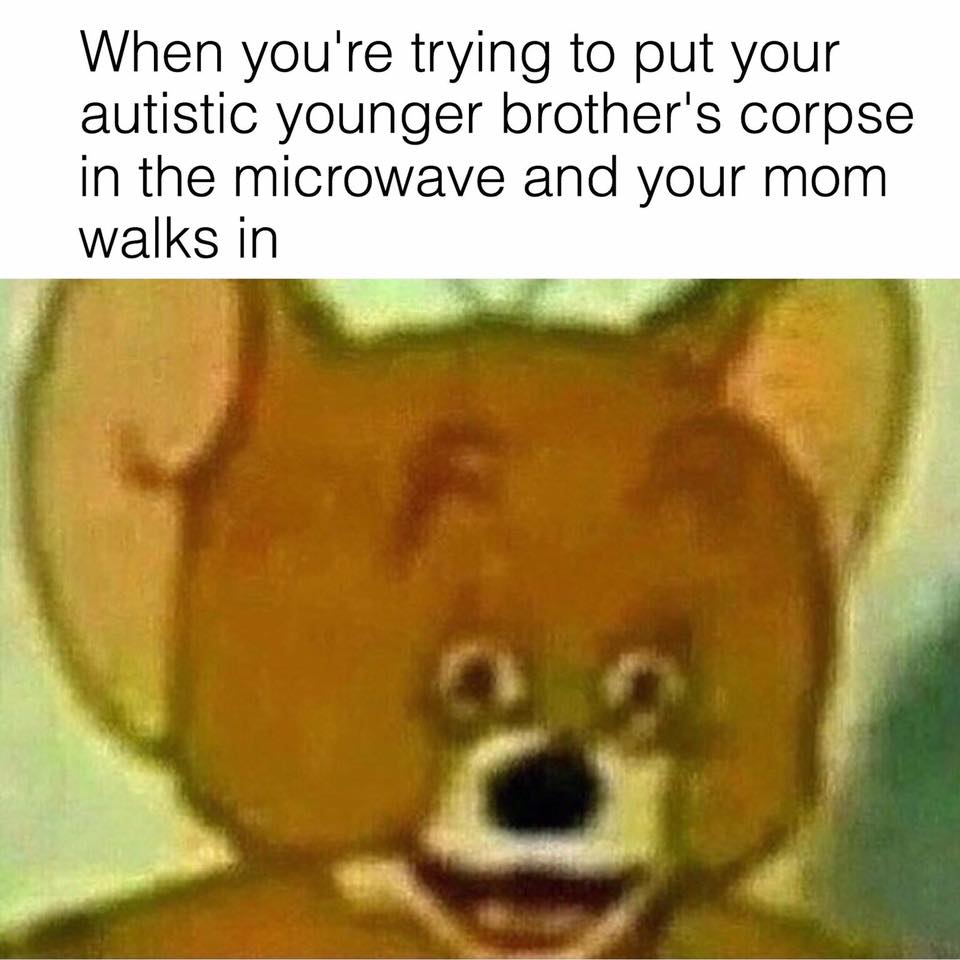 When you're trying to put your
autistic younger brother's corpse
in the microwave and your mom
walks in